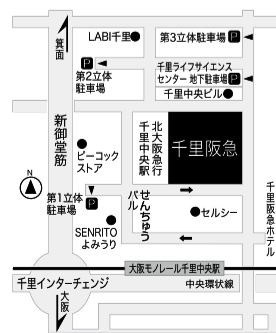 箕面
LABI千里
第3立体駐車場 P
P
第2立体
駐車場
千里ライフサイエンス
センター 地下駐車場 P
千里中央ビル
新御堂筋
ピーコック
ストア
北大阪急行
千里中央駅
千里阪急
N
第1立体
駐車場 P
せんちゅう
パル
セルシー
SENRITO
よみうり
千里阪急ホテル
大阪モノレール千里中央駅
千里インターチェンジ
中央環状線
大阪